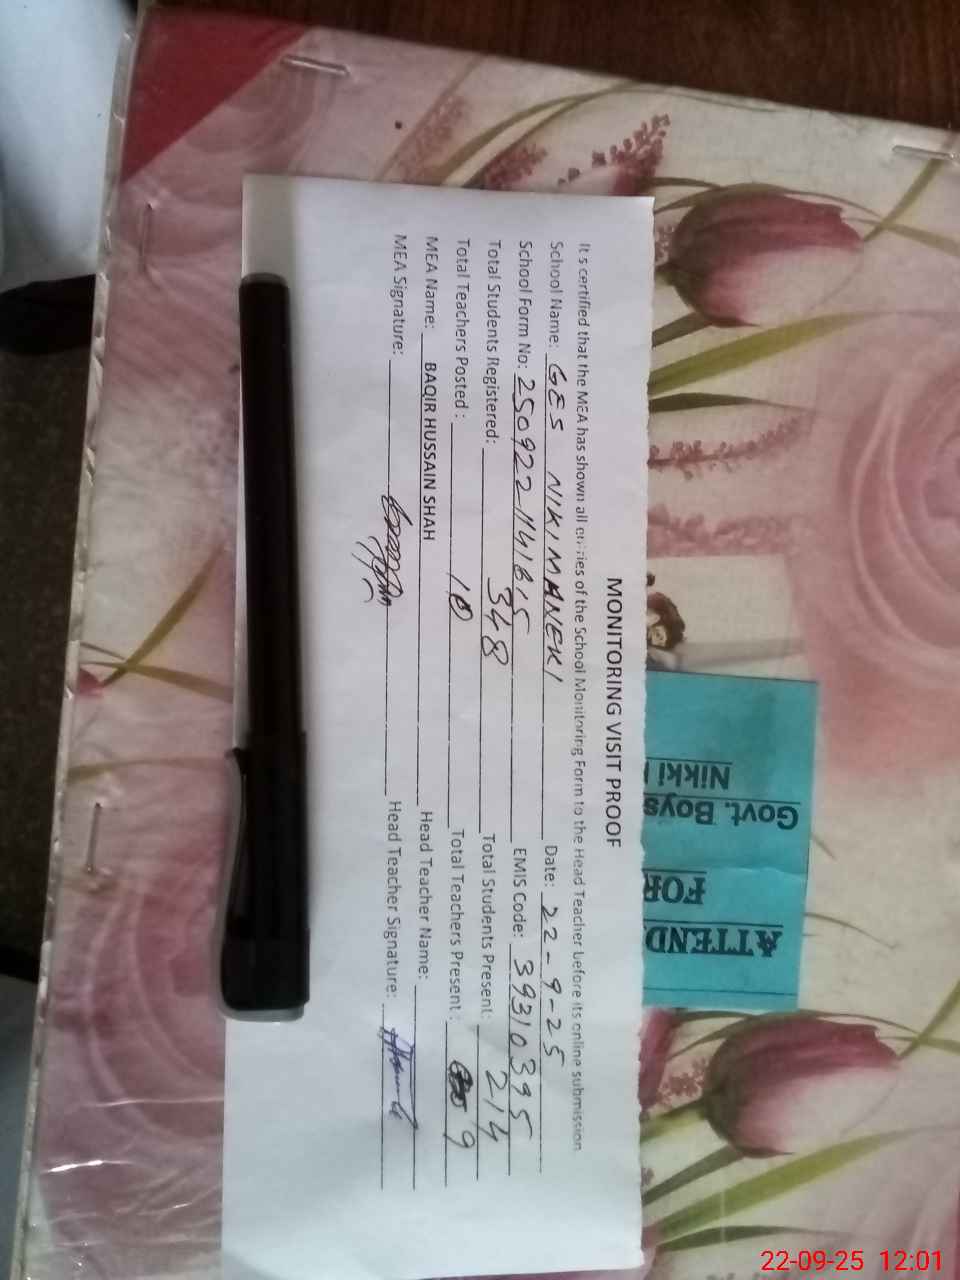 MONITORING VISIT PROOF
It s certified that the MEA has shown all entries of the School Monitoring Form to the Head Teacher before its online submission
School Name: GES NIKIMANEKI Date: 22-9-25
School Form No: 250922114181515 EMIS Code: 39310395
Total Students Registered: 348 Total Students Present: 214
Total Teachers Posted : 10 Total Teachers Present : 9
MEA Name: BAQIR HUSSAIN SHAH Head Teacher Name:
MEA Signature: Head Teacher Signature:
ATTEND
FOR
Govt. Boys
Nikki
22-09-25 12:01